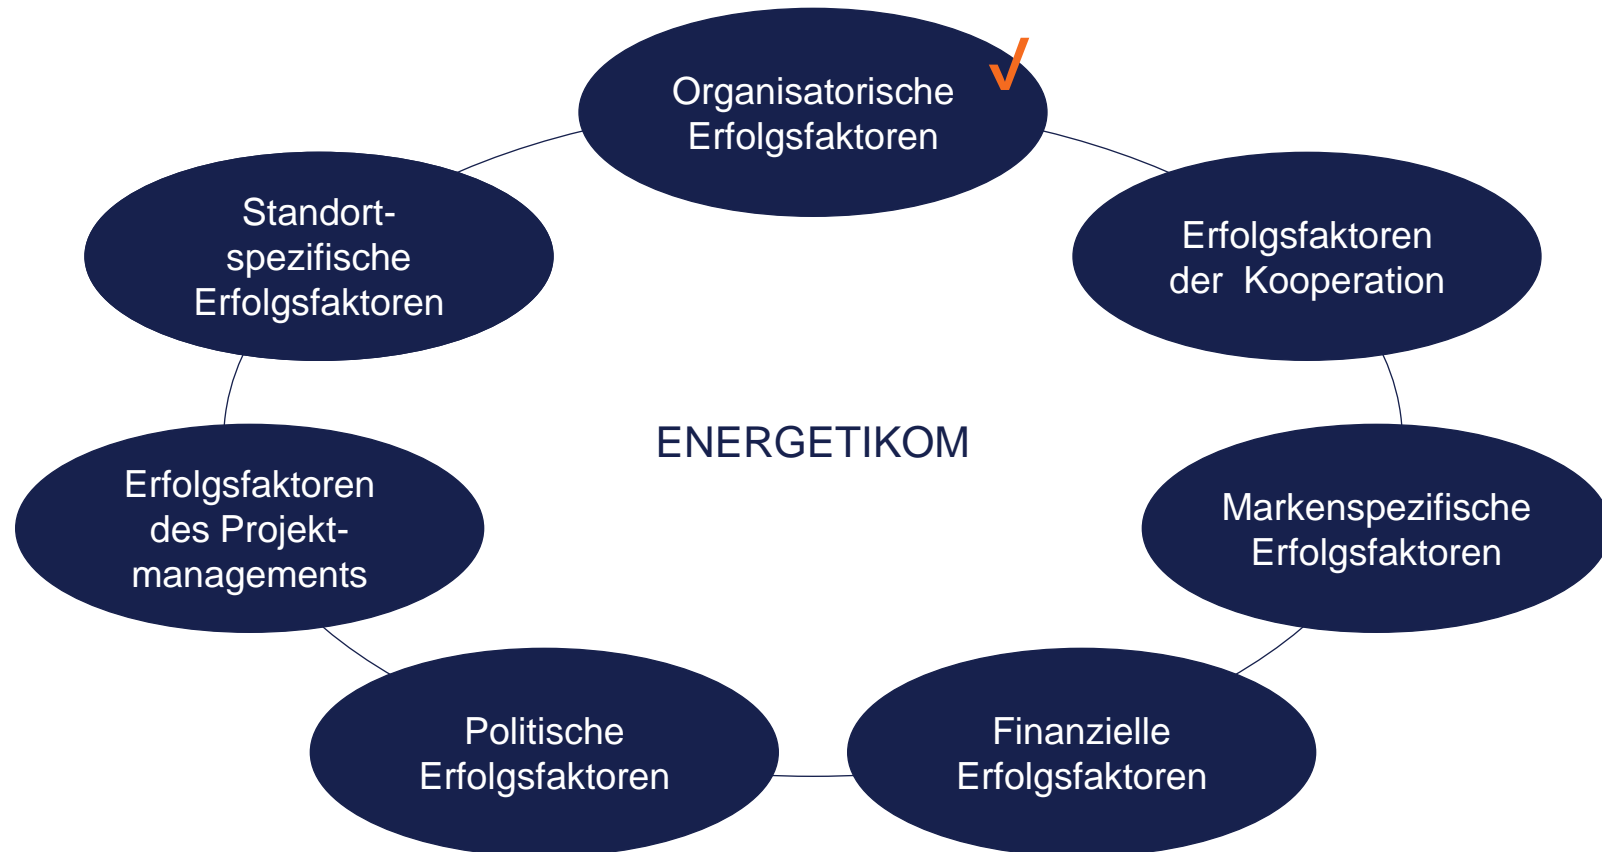 √
Organisatorische
Erfolgsfaktoren
Standort-
spezifische
Erfolgsfaktoren
Erfolgsfaktoren
der  Kooperation
ENERGETIKOM
Erfolgsfaktoren
des Projekt-
managements
Markenspezifische
Erfolgsfaktoren
Politische
Erfolgsfaktoren
Finanzielle
Erfolgsfaktoren